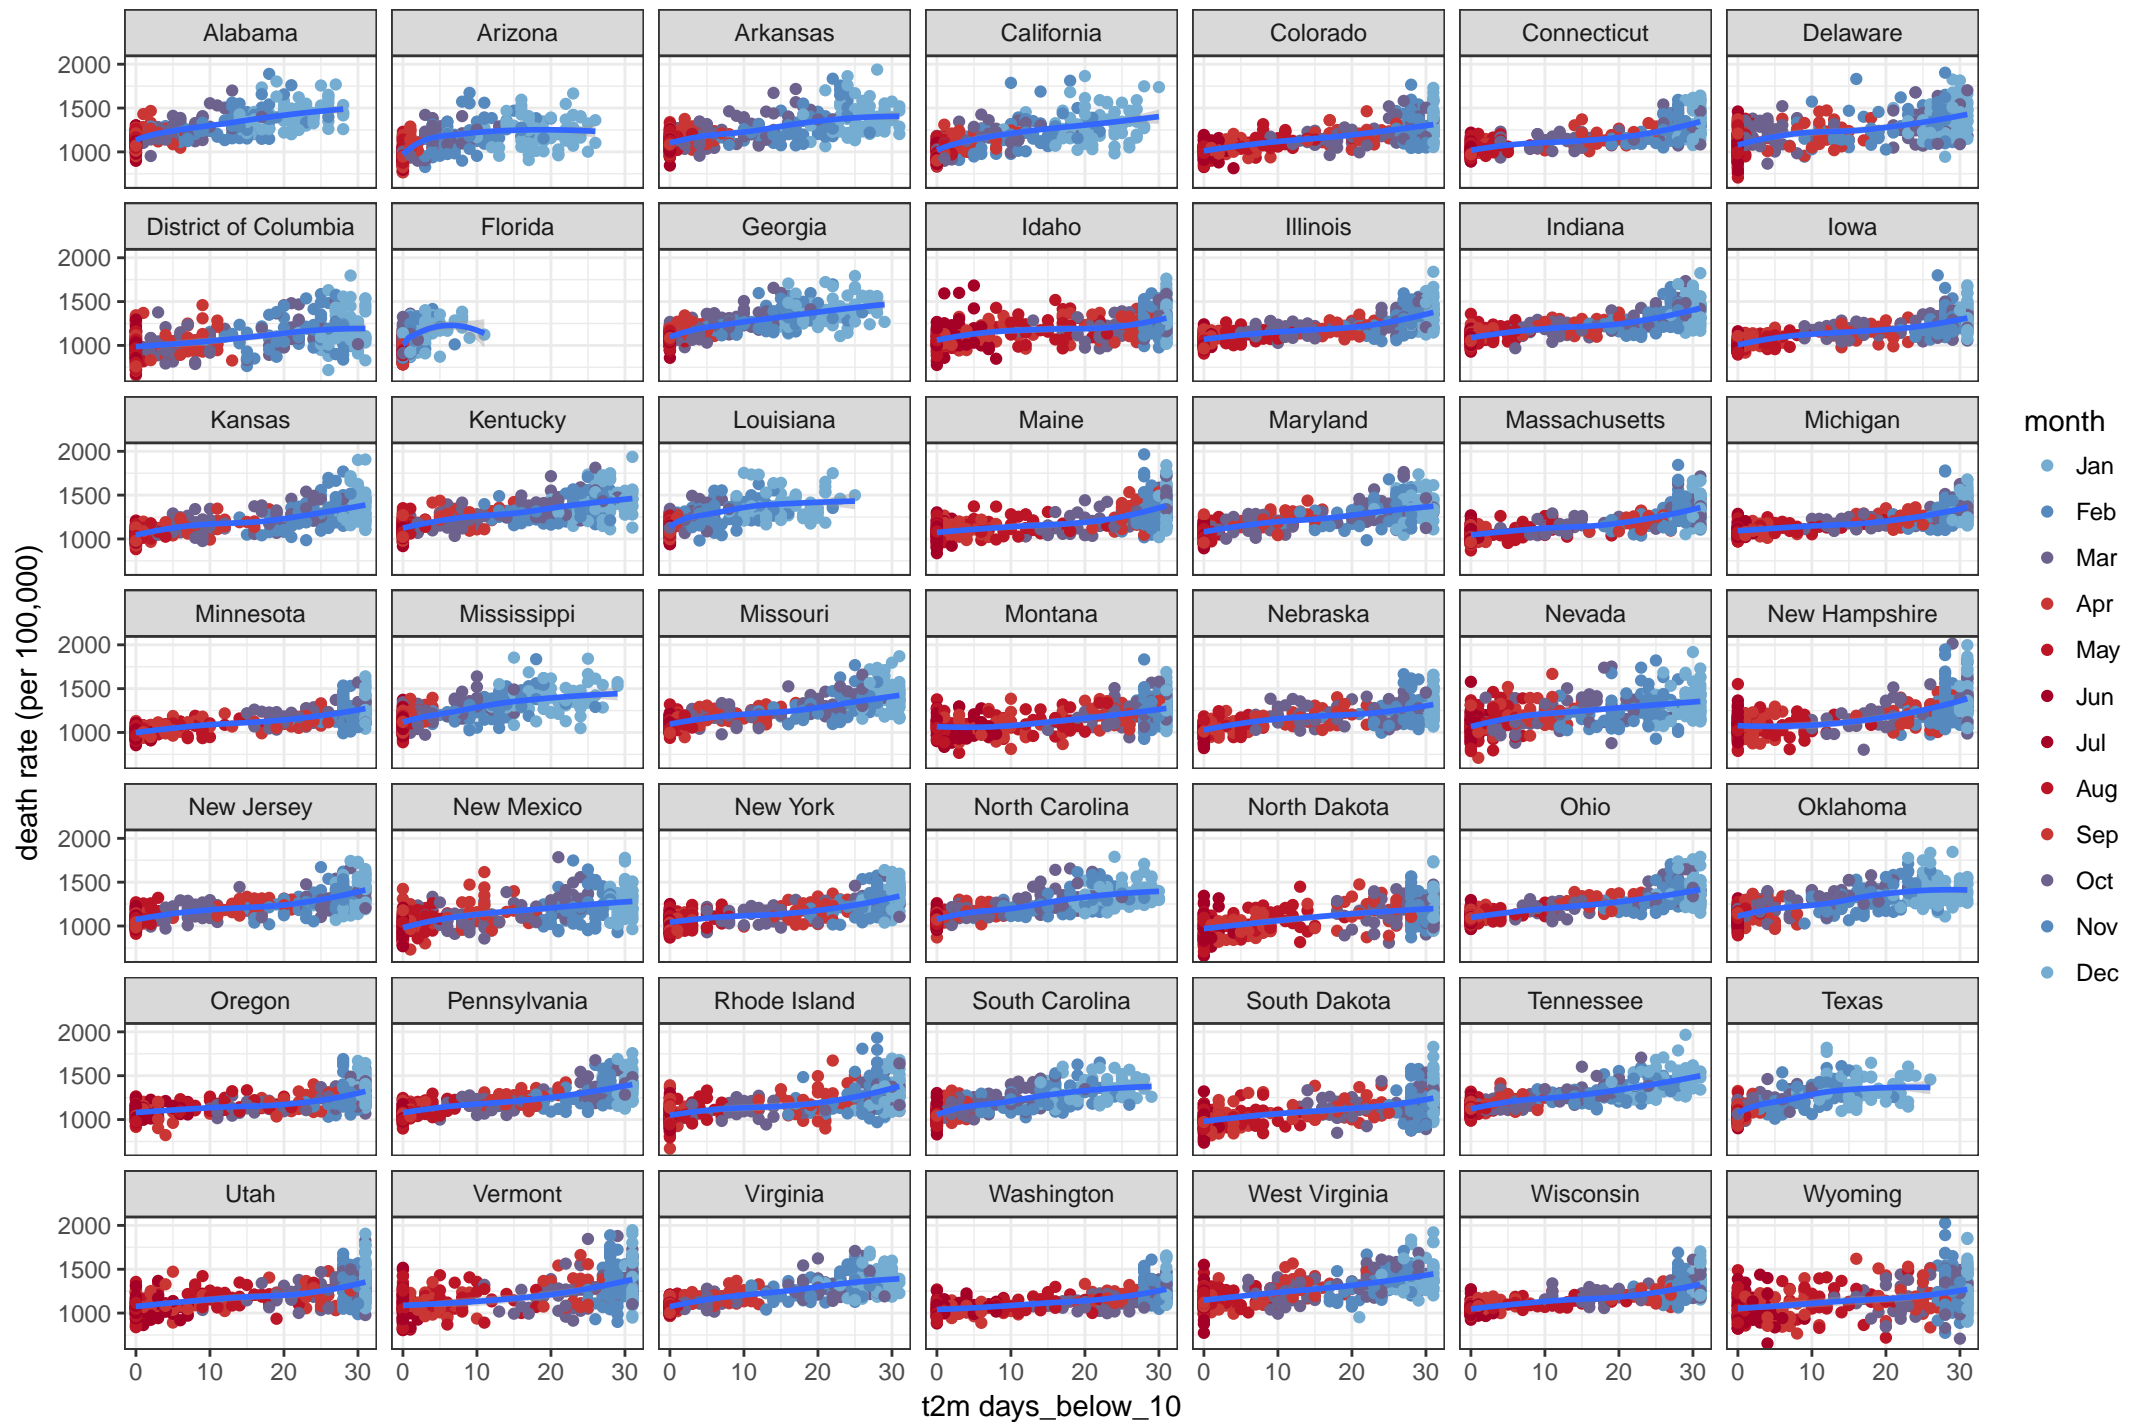 Alabama Arizona Arkansas California Colorado Connecticut Delaware
2000
1500
1000
District of Columbia Florida Georgia Idaho Illinois Indiana Iowa
2000
1500
1000
Kansas Kentucky Louisiana Maine Maryland Massachusetts Michigan
2000
1500
1000
Minnesota Mississippi Missouri Montana Nebraska Nevada New Hampshire
2000
1500
1000
New Jersey New Mexico New York North Carolina North Dakota Ohio Oklahoma
2000
1500
1000
Oregon Pennsylvania Rhode Island South Carolina South Dakota Tennessee Texas
2000
1500
1000
Utah Vermont Virginia Washington West Virginia Wisconsin Wyoming
2000
1500
1000
0 10 20 30 0 10 20 30 0 10 20 30 0 10 20 30 0 10 20 30 0 10 20 30 0 10 20 30
t2m days_below_10
death rate (per 100,000)
month
Jan
Feb
Mar
Apr
May
Jun
Jul
Aug
Sep
Oct
Nov
Dec